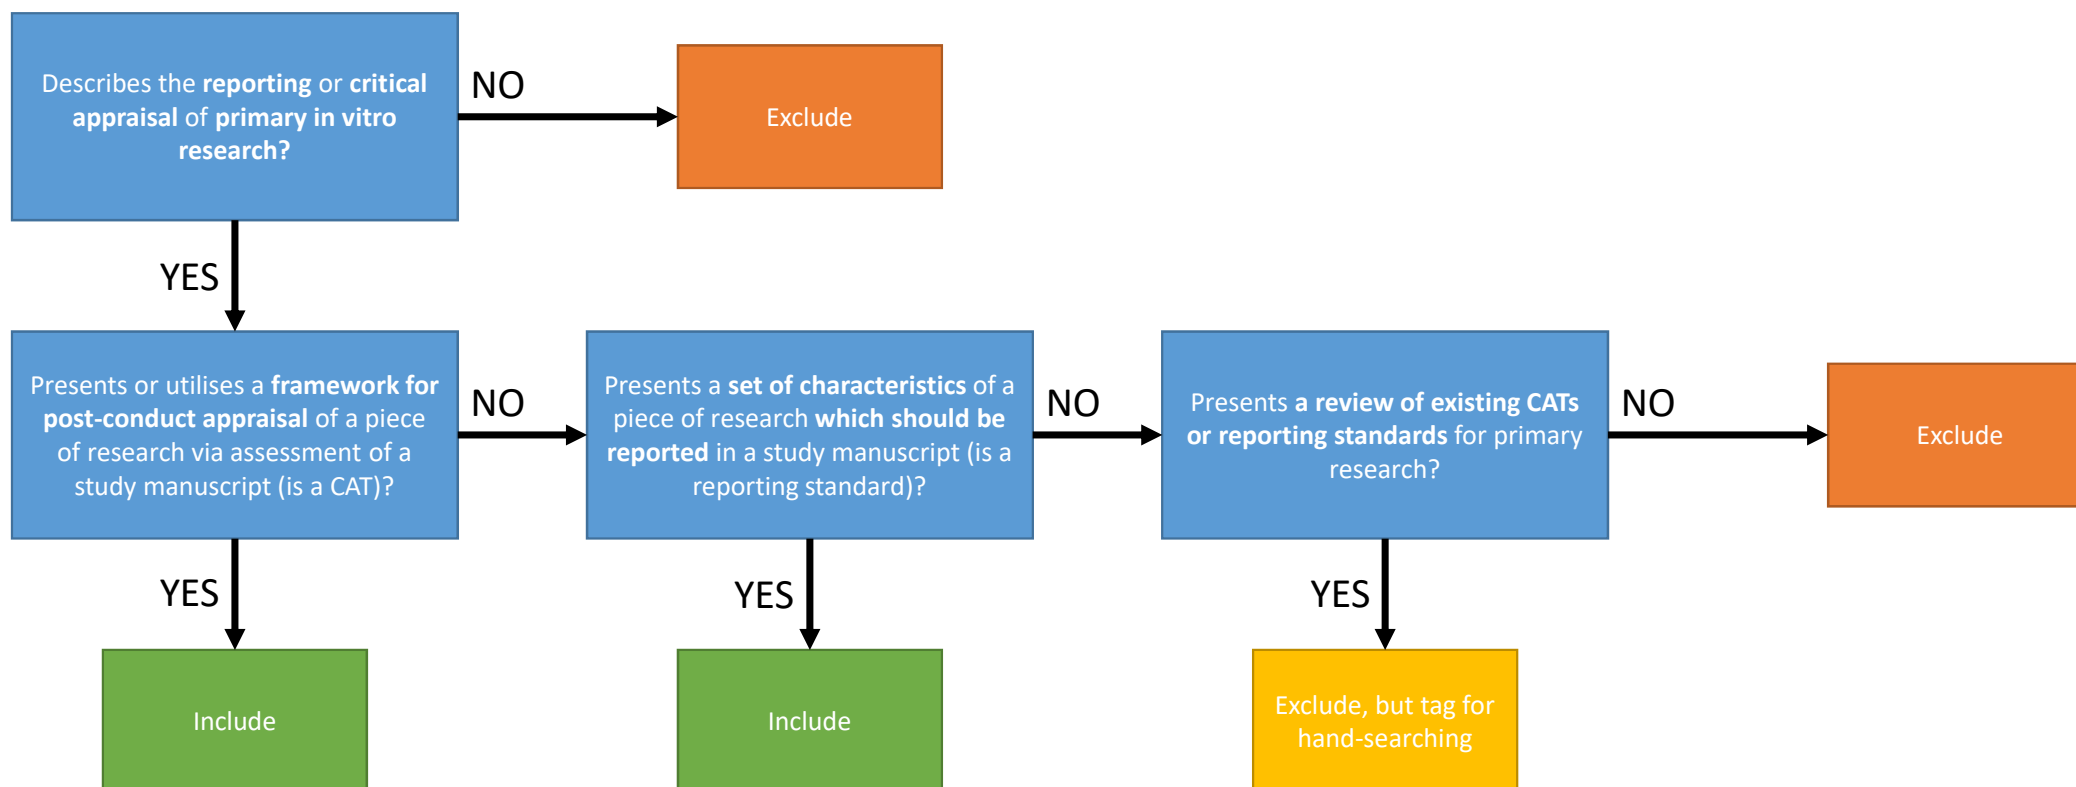 Describes the reporting or critical
appraisal of primary in vitro
research?
NO
Exclude
YES
Presents or utilises a framework for
post-conduct appraisal of a piece
of research via assessment of a
study manuscript (is a CAT)?
NO
Presents a set of characteristics of a
piece of research which should be
reported in a study manuscript (is a
reporting standard)?
NO
Presents a review of existing CATs
or reporting standards for primary
research?
NO
Exclude
YES
YES
YES
Include
Include
Exclude, but tag for
hand-searching